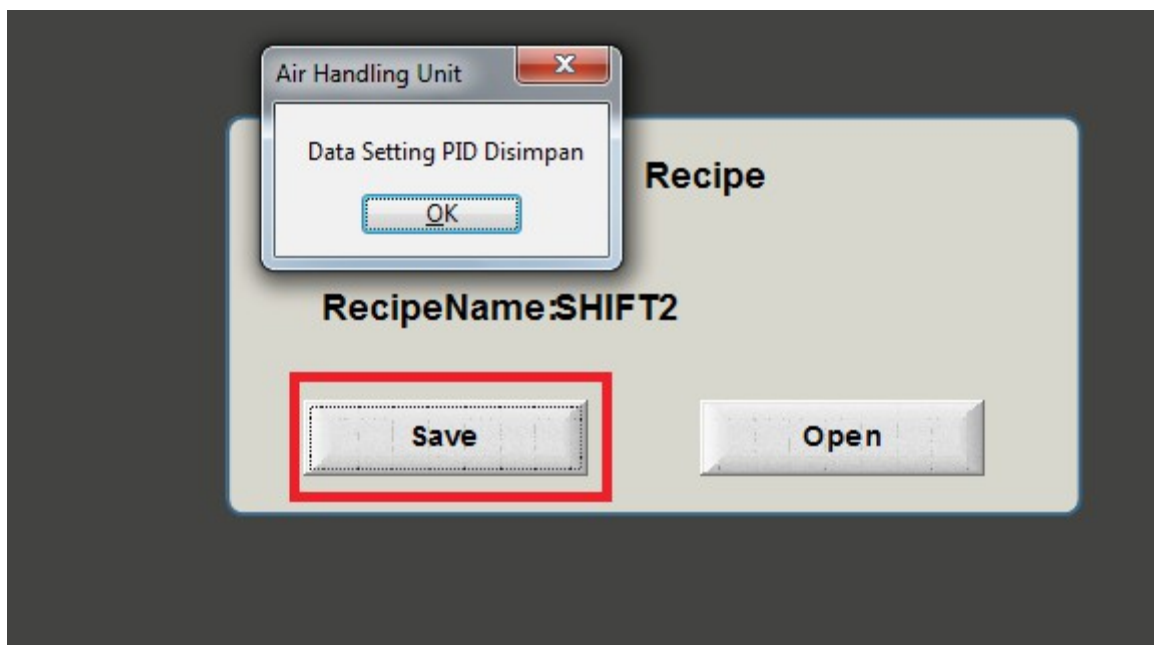 Air Handling Unit
Data Setting PID Disimpan
OK
Recipe
RecipeName:SHIFT2
Save
Open